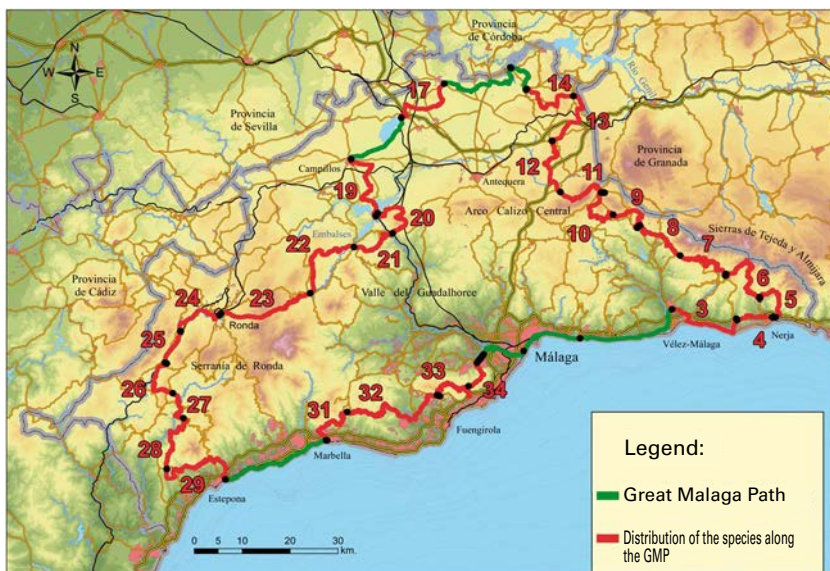 Provincia
de Córdoba
N
W E
S
Río Genil
17
14
Provincia
de Sevilla
13
Provincia
de Granada
Campillos
12
11
Antequera
19
9
Arco Calizo Central
20
10
Sierras de Tejeda y Almijara
8
Embalses
22
21
7
Provincia
de Cádiz
6
24
23
Valle del Guadalhorce
5
3
Ronda
4
Nerja
Vélez-Málaga
25
Málaga
Serranía de Ronda
26
33
34
27
32
31
Fuengirola
28
Marbella
29
Estepona
0 5 10 20 30
km.
Legend:
Great Malaga Path
Distribution of the species along
the GMP